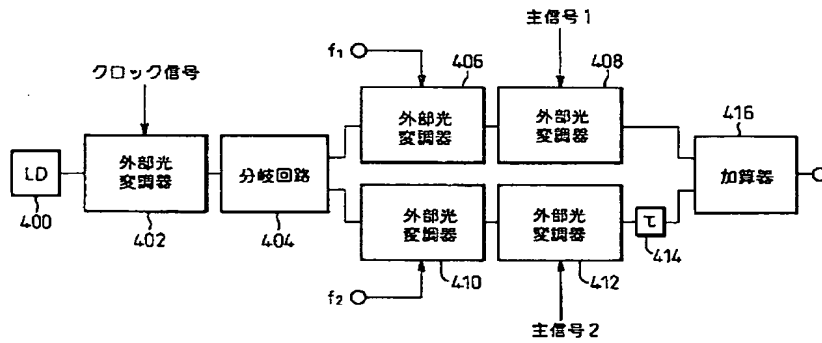 主信号1
f₁
406
408
クロック信号
外部光
変調器
外部光
変調器
416
LD
外部光
変調器
分岐回路
加算器
400
402
404
外部光
変調器
外部光
変調器
τ
414
410
412
f₂
主信号2